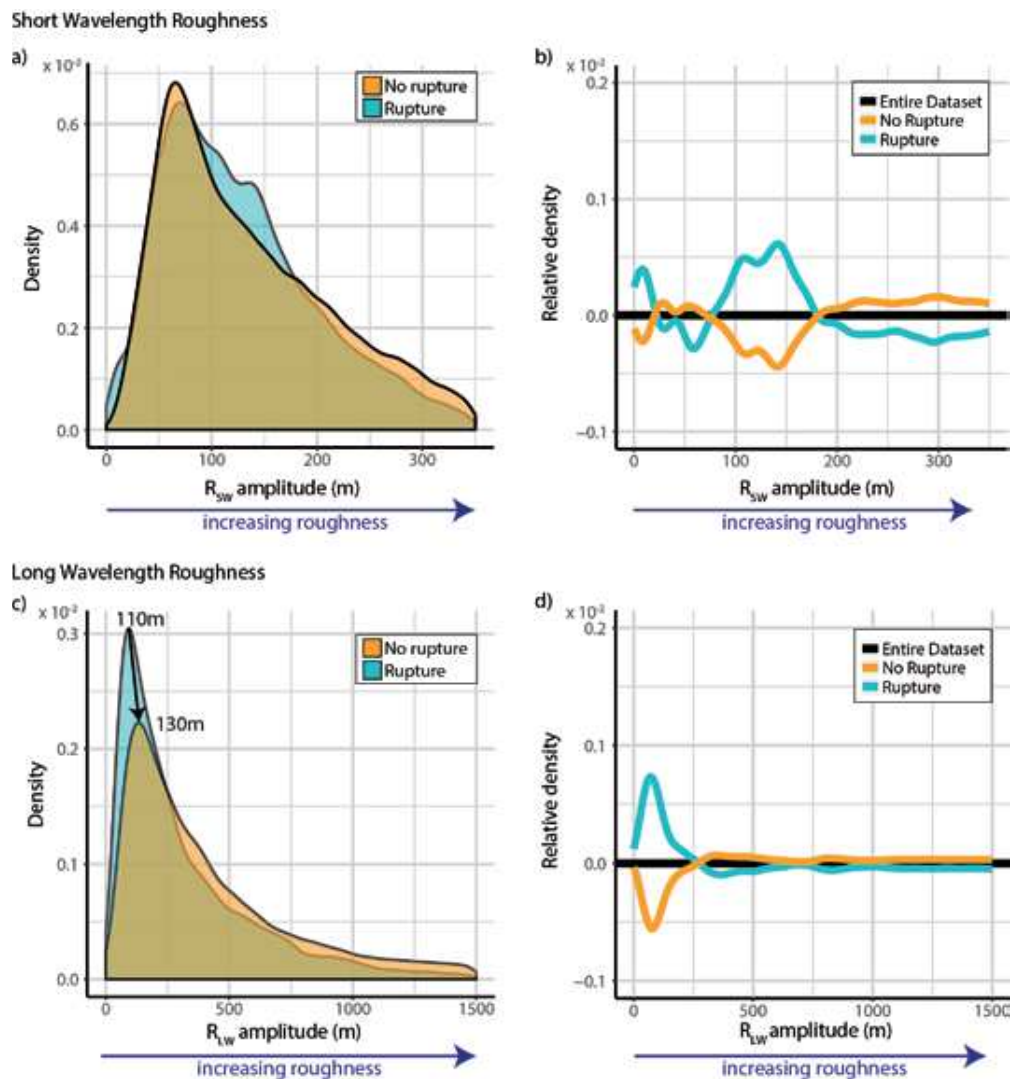 Short Wavelength Roughness
a)
x 10⁻²
No rupture
Rupture
0.6
0.4
0.2
0.0
Density
0 100 200 300
R_SW amplitude (m)
increasing roughness
b)
x 10⁻²
Entire Dataset
No Rupture
Rupture
0.2
0.1
0.0
−0.1
Relative density
0 100 200 300
R_SW amplitude (m)
increasing roughness
Long Wavelength Roughness
c)
x 10⁻²
110m
130m
No rupture
Rupture
0.3
0.2
0.1
0.0
Density
0 500 1000 1500
R_LW amplitude (m)
increasing roughness
d)
x 10⁻²
Entire Dataset
No Rupture
Rupture
0.2
0.1
0.0
−0.1
Relative density
0 500 1000 1500
R_LW amplitude (m)
increasing roughness